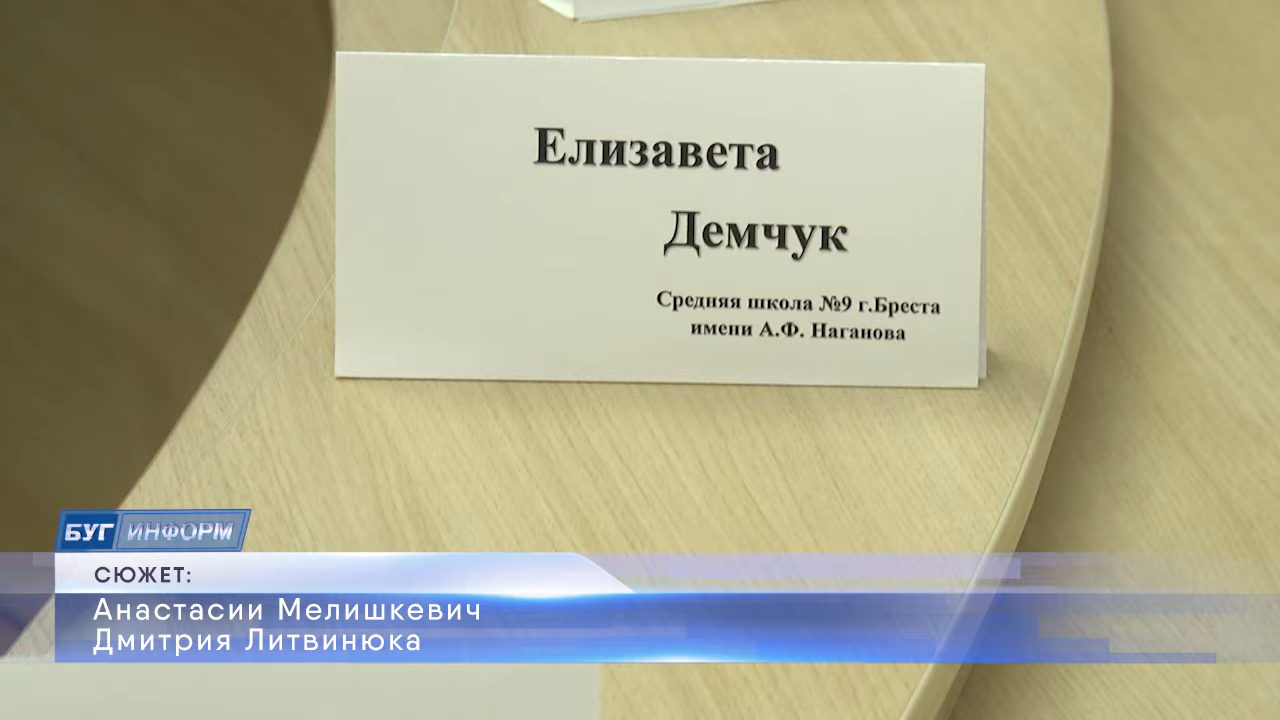 Елизавета
Демчук
Средняя школа №9 г.Бреста
имени А.Ф. Наганова
БУГ ИНФОРМ
СЮЖЕТ:
Анастасии Мелишкевич
Дмитрия Литвинюка